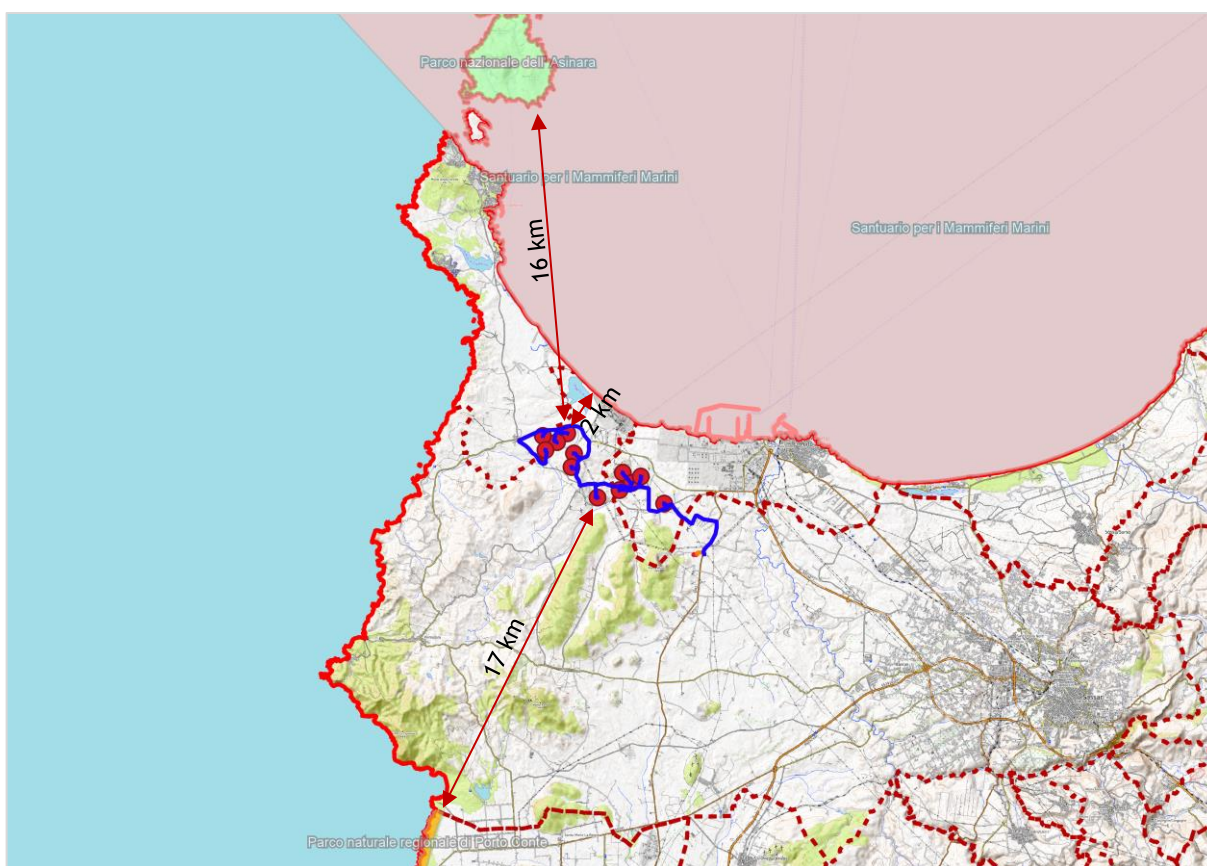 Parco nazionale dell' Asinara
Santuario per i Mammiferi Marini
Santuario per i Mammiferi Marini
16 km
2 km
17 km
Parco naturale regionale di Porto Conte